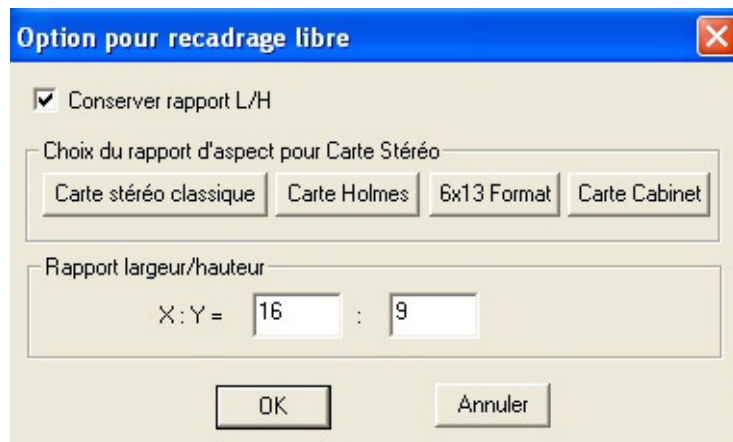 Option pour recadrage libre
Conserver rapport L/H
Choix du rapport d'aspect pour Carte Stéréo
Carte stéréo classique Carte Holmes 6x13 Format Carte Cabinet
Rapport largeur/hauteur
X : Y = 16 : 9
OK Annuler